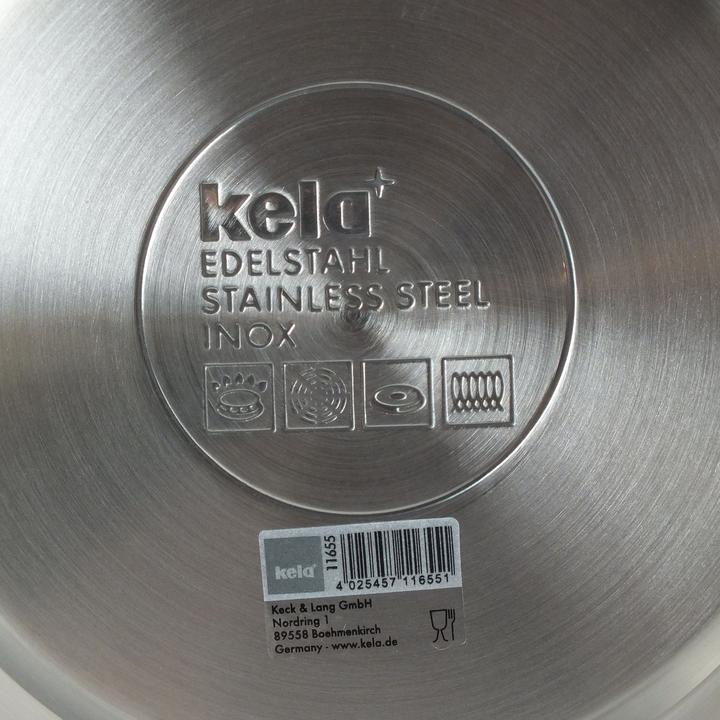 kela
EDELSTAHL
STAINLESS STEEL
INOX
kela
11655
4 025457 116551
Keck & Lang GmbH
Nordring 1
89558 Boehmenkirch
Germany - www.kela.de